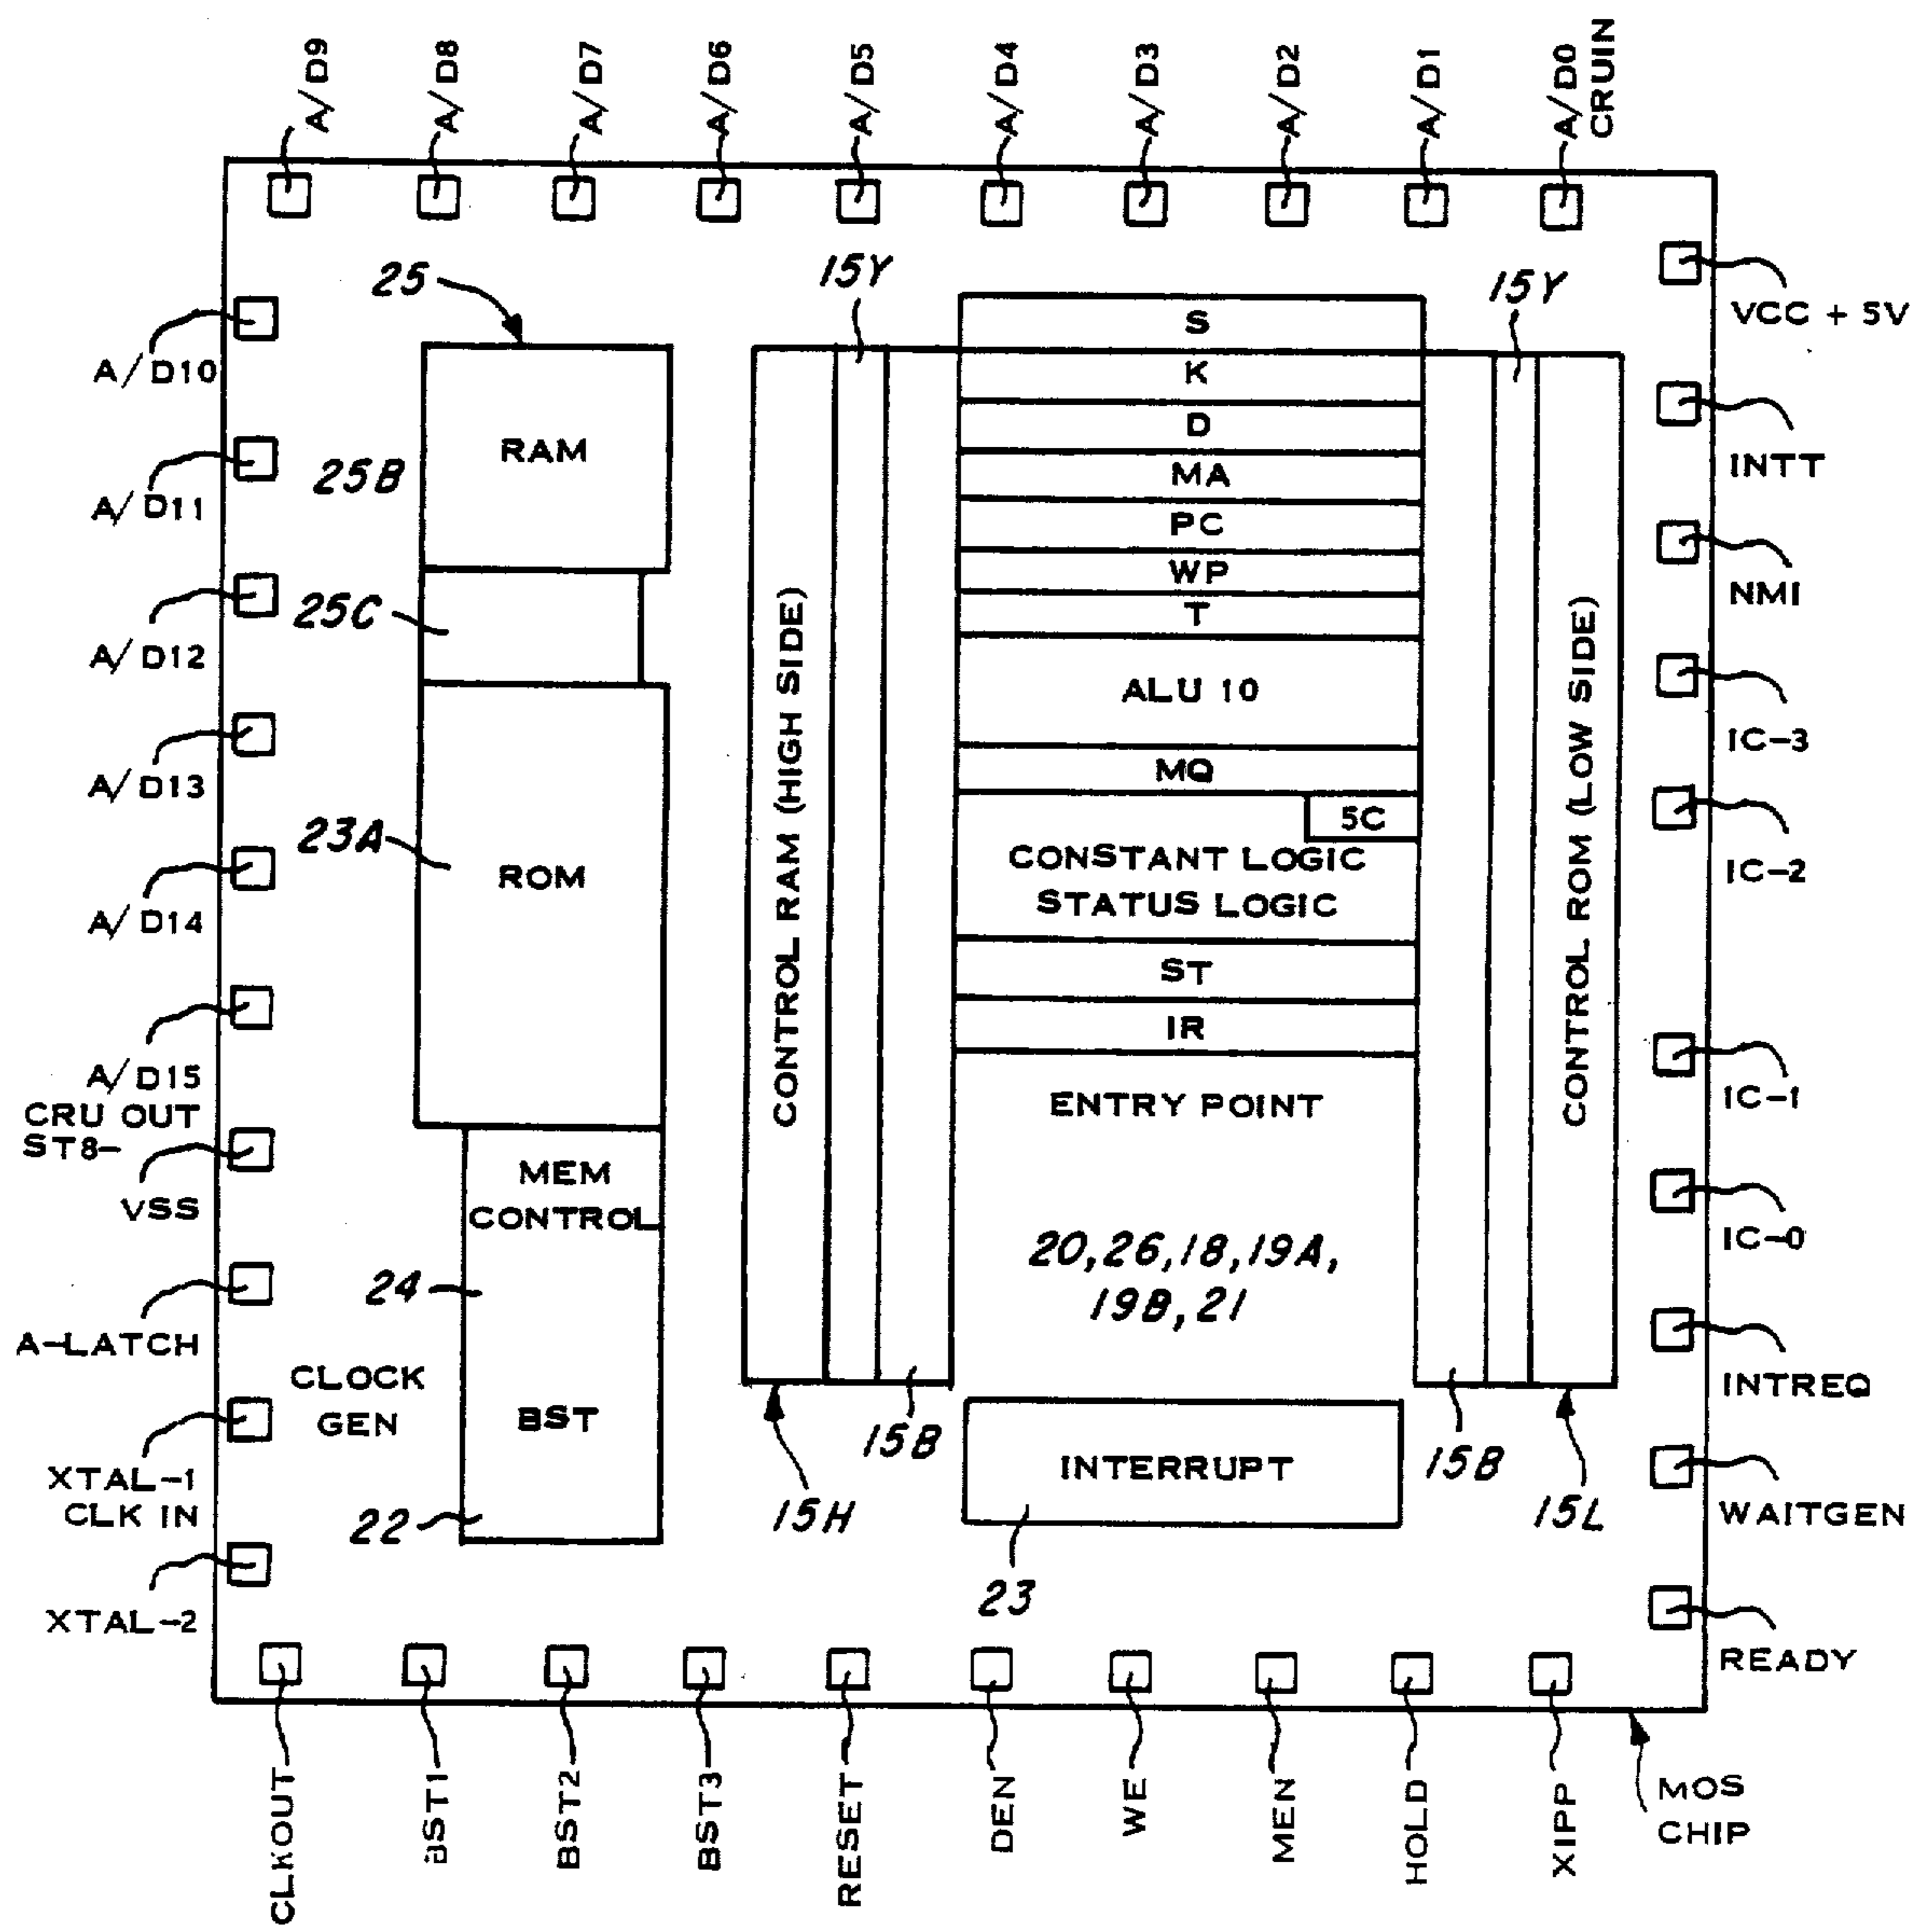 A/D9
A/D8
A/D7
A/D6
A/D5
A/D4
A/D3
A/D2
A/D1
A/D0
CRUIN
A/D10
A/D11
A/D12
A/D13
A/D14
A/D15
CRU OUT
ST8-
VSS
A-LATCH
XTAL-1
CLK IN
XTAL-2
25
RAM
25B
25C
23A
ROM
MEM
CONTROL
24
CLOCK
GEN
BST
22
15Y
CONTROL RAM (HIGH SIDE)
15H
15B
S
K
D
MA
PC
WP
T
ALU 10
MQ
5C
CONSTANT LOGIC
STATUS LOGIC
ST
IR
ENTRY POINT
20,26,18,19A,
19B,21
INTERRUPT
23
15Y
CONTROL ROM (LOW SIDE)
15B
15L
VCC + 5V
INTT
NMI
IC-3
IC-2
IC-1
IC-0
INTREQ
WAITGEN
READY
CLKOUT
BST1
BST2
BST3
RESET
DEN
WE
MEN
HOLD
XIPP
MOS
CHIP